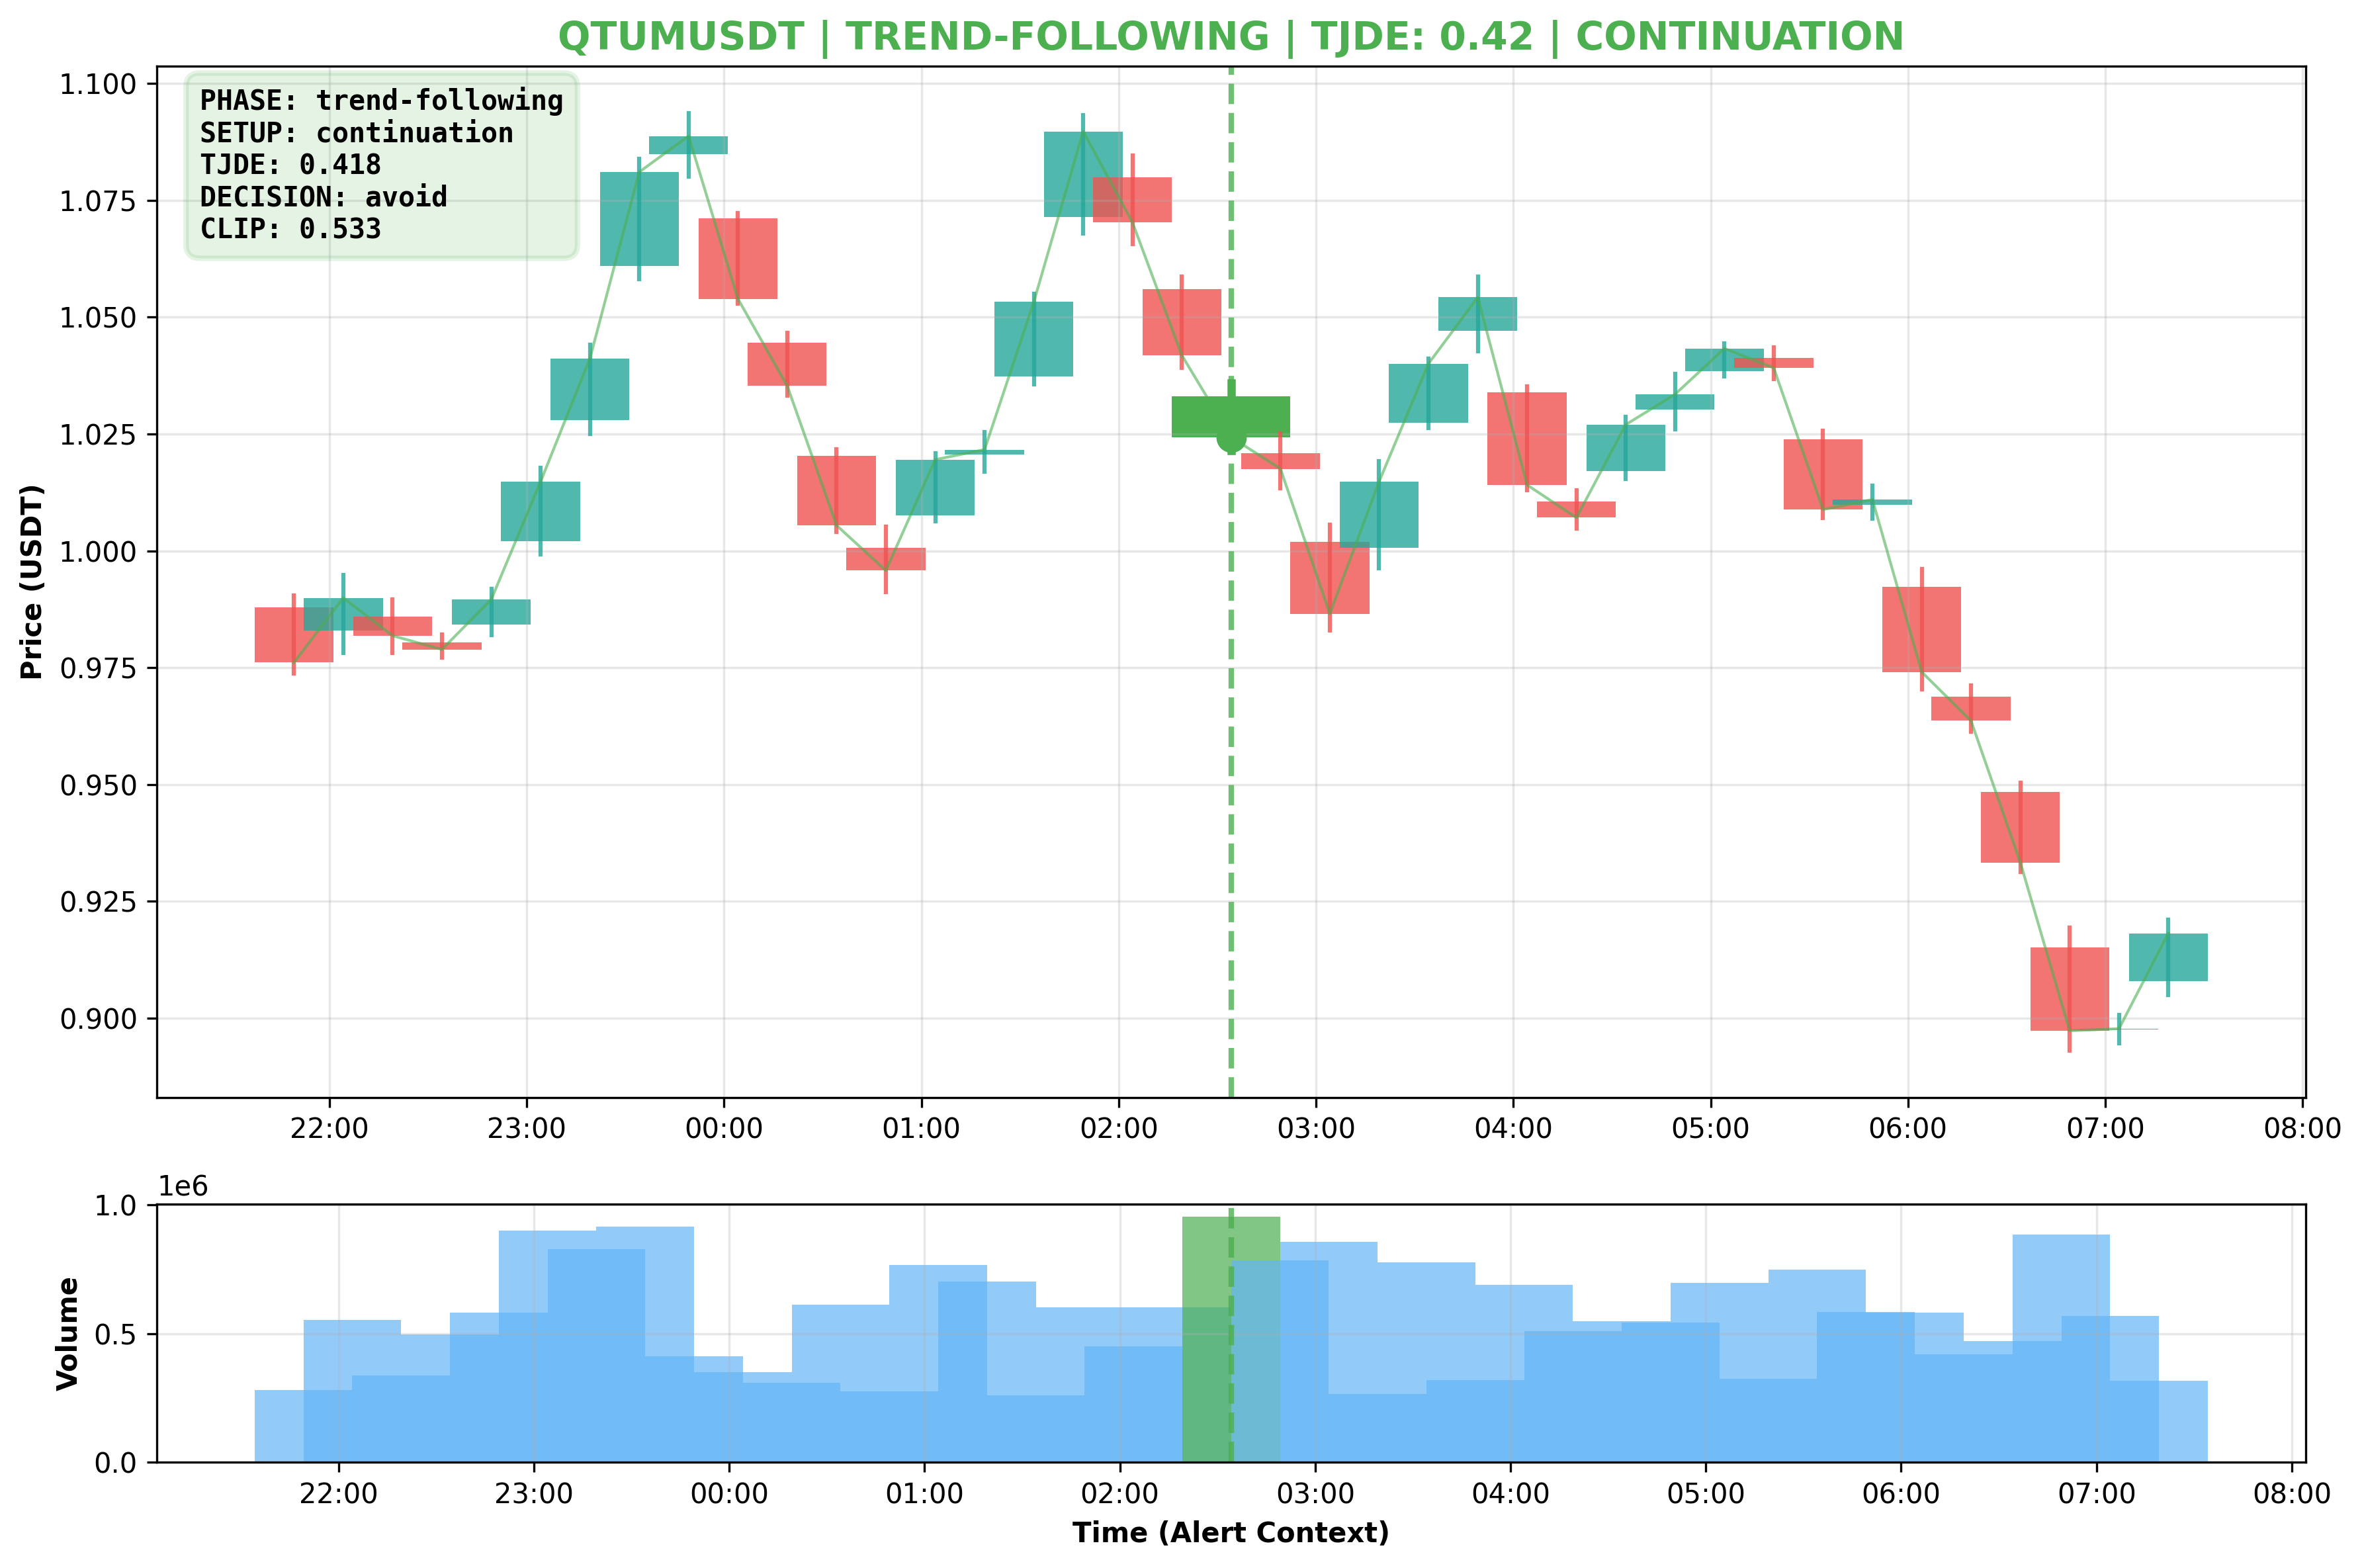 QTUMUSDT | TREND-FOLLOWING | TJDE: 0.42 | CONTINUATION
PHASE: trend-following
SETUP: continuation
TJDE: 0.418
DECISION: avoid
CLIP: 0.533
Price (USDT)
1.100
1.075
1.050
1.025
1.000
0.975
0.950
0.925
0.900
22:00 23:00 00:00 01:00 02:00 03:00 04:00 05:00 06:00 07:00 08:00
1e6
Volume
1.0
0.5
0.0
22:00 23:00 00:00 01:00 02:00 03:00 04:00 05:00 06:00 07:00 08:00
Time (Alert Context)